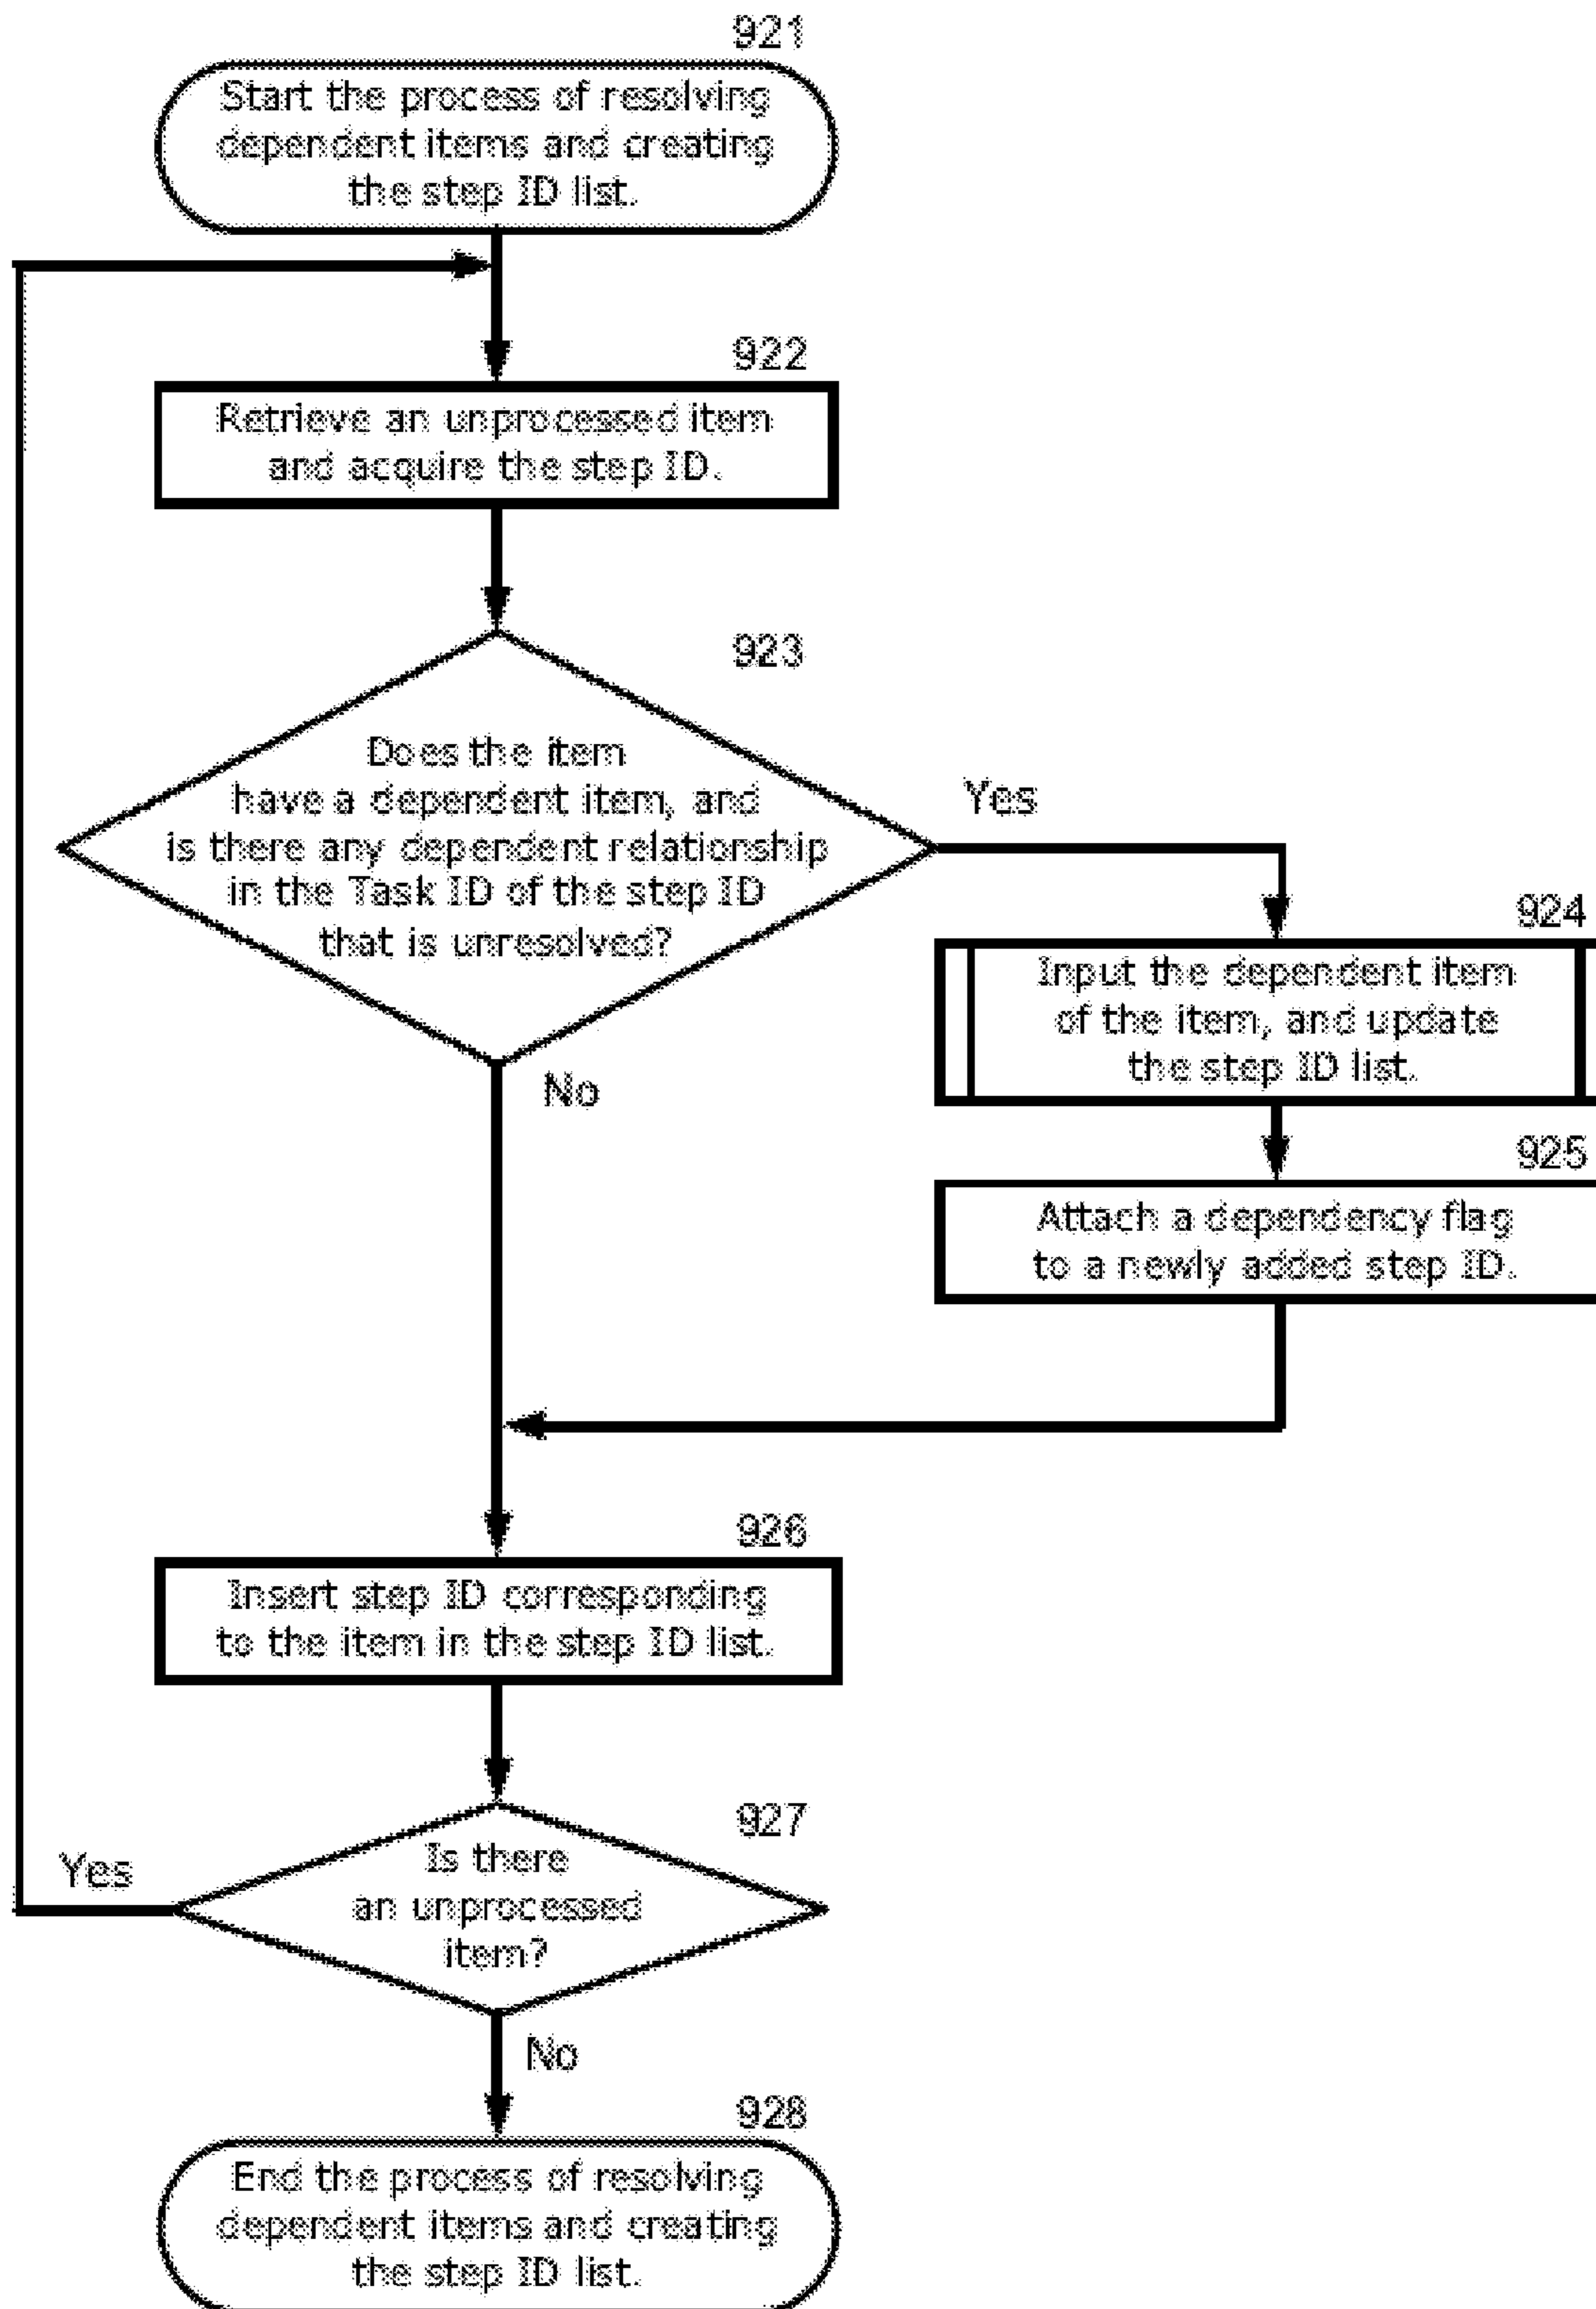 921
Start the process of resolving
dependent items and creating
the step ID list.
922
Retrieve an unprocessed item
and acquire the step ID.
923
Does the item
have a dependent item, and
is there any dependent relationship
in the Task ID of the step ID
that is unresolved?
Yes
No
924
Input the dependent item
of the item, and update
the step ID list.
925
Attach a dependency flag
to a newly added step ID.
926
Insert step ID corresponding
to the item in the step ID list.
927
Is there
an unprocessed
item?
Yes
No
928
End the process of resolving
dependent items and creating
the step ID list.